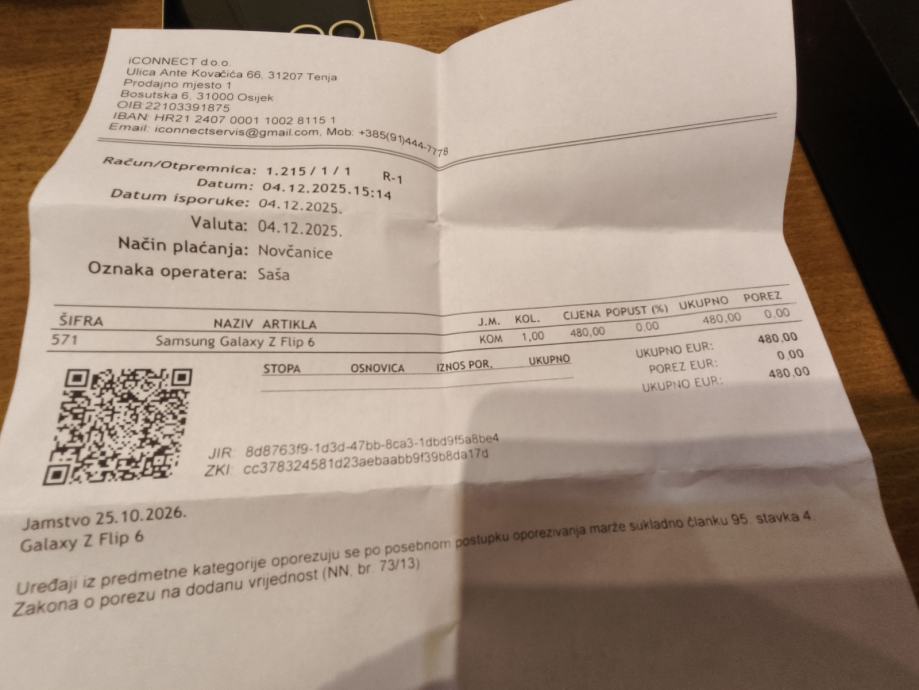 iCONNECT d.o.o.
Ulica Ante Kovačića 66, 31207 Tenja
Prodajno mjesto 1
Bosutska 6, 31000 Osijek
OIB:22103391875
IBAN: HR21 2407 0001 1002 8115 1
Email: iconnectservis@gmail.com, Mob: +385(91)444-7778
Račun/Otpremnica: 1.215 / 1 / 1 R-1
Datum: 04.12.2025.15:14
Datum isporuke: 04.12.2025.
Valuta: 04.12.2025.
Način plaćanja: Novčanice
Oznaka operatera: Saša
ŠIFRA NAZIV ARTIKLA J.M. KOL. CIJENA POPUST (%) UKUPNO POREZ
571 Samsung Galaxy Z Flip 6 KOM 1,00 480,00 0,00 480,00 0,00
STOPA OSNOVICA IZNOS POR. UKUPNO
UKUPNO EUR: 480,00
POREZ EUR: 0,00
UKUPNO EUR: 480,00
JIR: 8d8763f9-1d3d-47bb-8ca3-1dbd9f5a8be4
ZKI: cc378324581d23aebaabb9f39b8da17d
Jamstvo 25.10.2026.
Galaxy Z Flip 6
Uređaji iz predmetne kategorije oporezuju se po posebnom postupku oporezivanja marže sukladno članku 95. stavka 4.
Zakona o porezu na dodanu vrijednost (NN. br. 73/13)